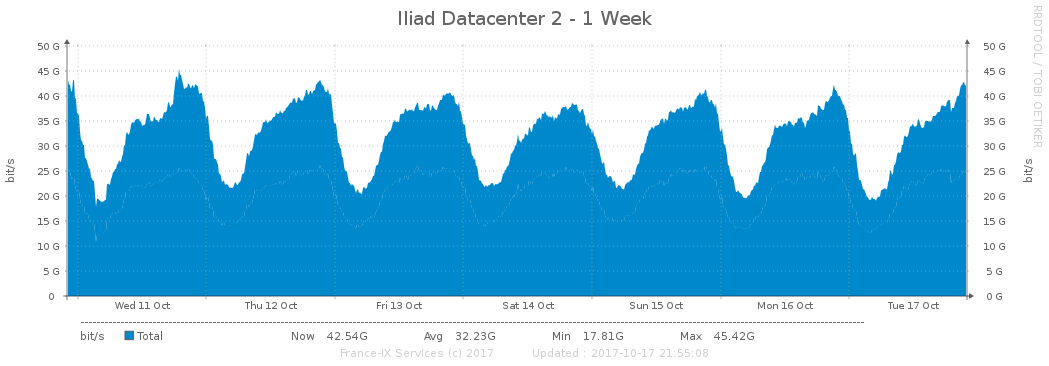 Iliad Datacenter 2 - 1 Week
RRDTOOL / TOBI OETIKER
bit/s
bit/s
50 G 50 G
45 G 45 G
40 G 40 G
35 G 35 G
30 G 30 G
25 G 25 G
20 G 20 G
15 G 15 G
10 G 10 G
5 G 5 G
0 0 G
Wed 11 Oct Thu 12 Oct Fri 13 Oct Sat 14 Oct Sun 15 Oct Mon 16 Oct Tue 17 Oct
bit/s Total Now 42.54G Avg 32.23G Min 17.81G Max 45.42G
France-IX Services (c) 2017 Updated : 2017-10-17 21:55:08